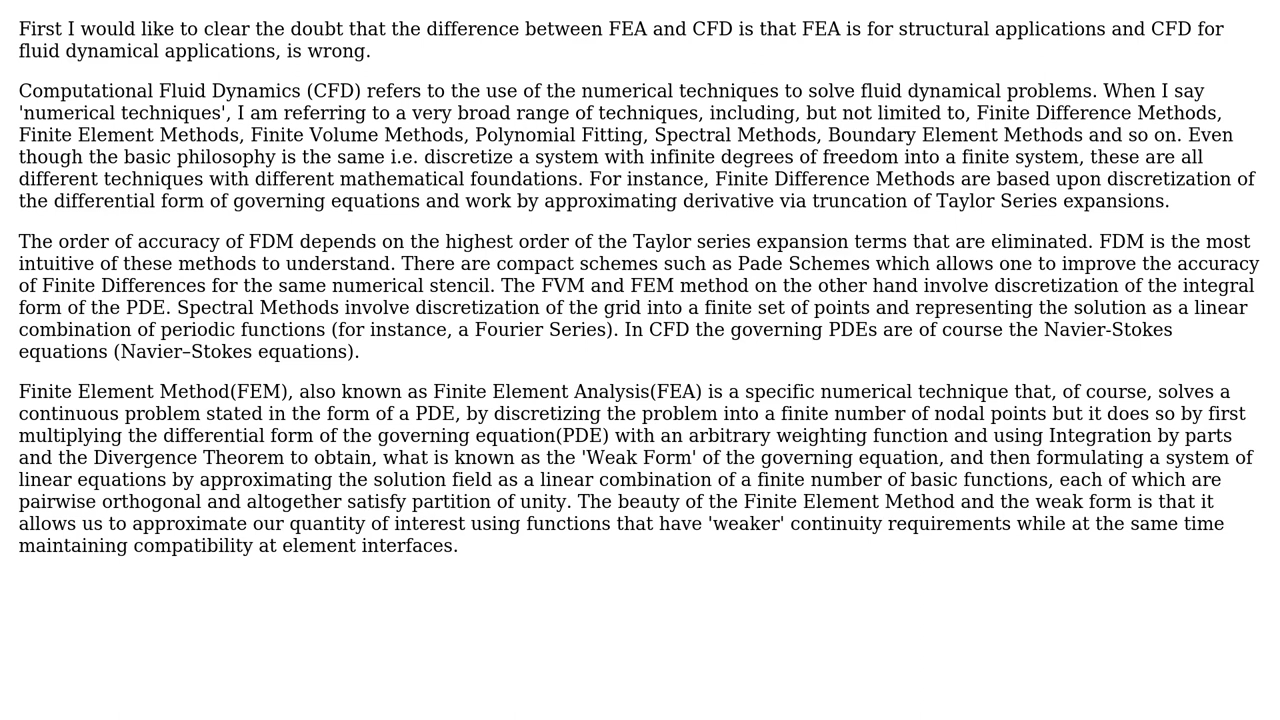 First I would like to clear the doubt that the difference between FEA and CFD is that FEA is for structural applications and CFD for
fluid dynamical applications, is wrong.
Computational Fluid Dynamics (CFD) refers to the use of the numerical techniques to solve fluid dynamical problems. When I say
'numerical techniques', I am referring to a very broad range of techniques, including, but not limited to, Finite Difference Methods,
Finite Element Methods, Finite Volume Methods, Polynomial Fitting, Spectral Methods, Boundary Element Methods and so on. Even
though the basic philosophy is the same i.e. discretize a system with infinite degrees of freedom into a finite system, these are all
different techniques with different mathematical foundations. For instance, Finite Difference Methods are based upon discretization of
the differential form of governing equations and work by approximating derivative via truncation of Taylor Series expansions.
The order of accuracy of FDM depends on the highest order of the Taylor series expansion terms that are eliminated. FDM is the most
intuitive of these methods to understand. There are compact schemes such as Pade Schemes which allows one to improve the accuracy
of Finite Differences for the same numerical stencil. The FVM and FEM method on the other hand involve discretization of the integral
form of the PDE. Spectral Methods involve discretization of the grid into a finite set of points and representing the solution as a linear
combination of periodic functions (for instance, a Fourier Series). In CFD the governing PDEs are of course the Navier-Stokes
equations (Navier–Stokes equations).
Finite Element Method(FEM), also known as Finite Element Analysis(FEA) is a specific numerical technique that, of course, solves a
continuous problem stated in the form of a PDE, by discretizing the problem into a finite number of nodal points but it does so by first
multiplying the differential form of the governing equation(PDE) with an arbitrary weighting function and using Integration by parts
and the Divergence Theorem to obtain, what is known as the 'Weak Form' of the governing equation, and then formulating a system of
linear equations by approximating the solution field as a linear combination of a finite number of basic functions, each of which are
pairwise orthogonal and altogether satisfy partition of unity. The beauty of the Finite Element Method and the weak form is that it
allows us to approximate our quantity of interest using functions that have 'weaker' continuity requirements while at the same time
maintaining compatibility at element interfaces.